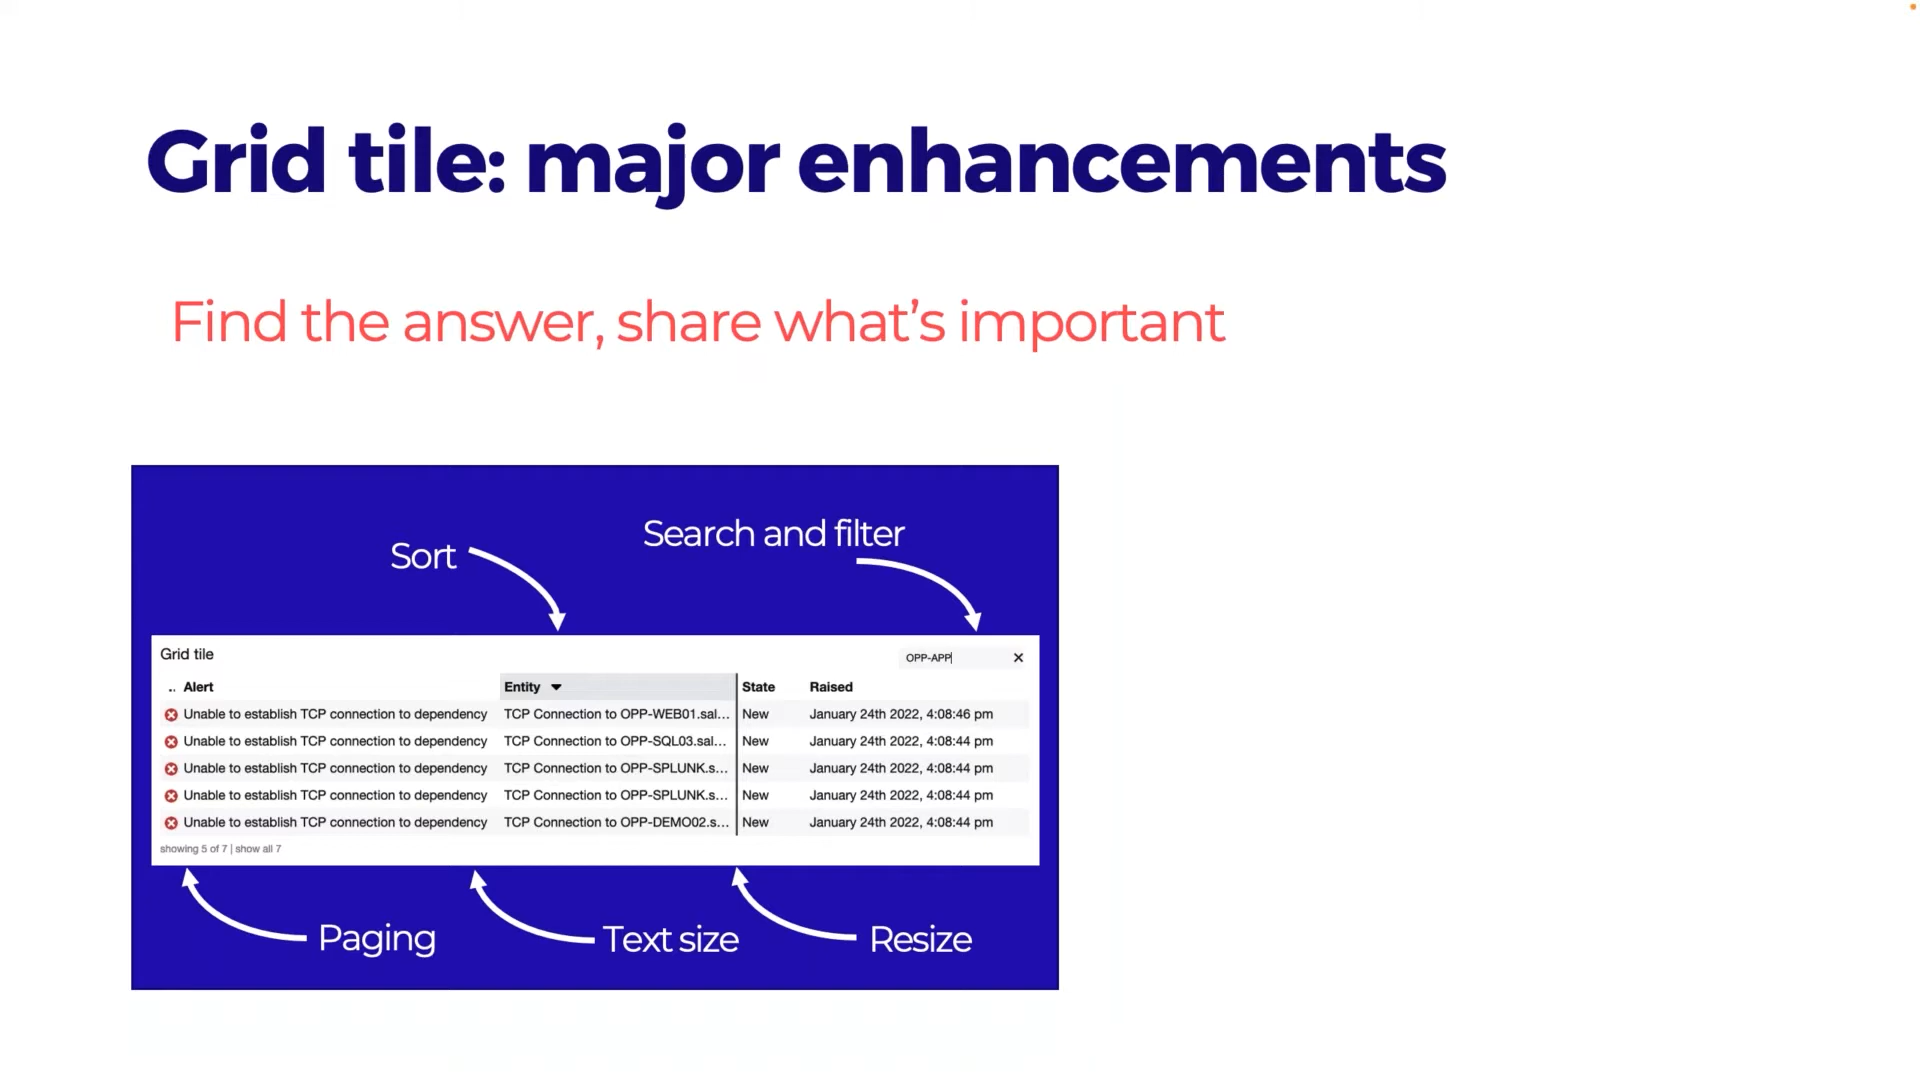 Grid tile: major enhancements
Find the answer, share what's important
Sort
Search and filter
Grid tile
OPP-APP
.. Alert Entity State Raised
Unable to establish TCP connection to dependency TCP Connection to OPP-WEB01.sal... New January 24th 2022, 4:08:46 pm
Unable to establish TCP connection to dependency TCP Connection to OPP-SQL03.sal... New January 24th 2022, 4:08:44 pm
Unable to establish TCP connection to dependency TCP Connection to OPP-SPLUNK.s... New January 24th 2022, 4:08:44 pm
Unable to establish TCP connection to dependency TCP Connection to OPP-SPLUNK.s... New January 24th 2022, 4:08:44 pm
Unable to establish TCP connection to dependency TCP Connection to OPP-DEMO02.s... New January 24th 2022, 4:08:44 pm
showing 5 of 7 | show all 7
Paging
Text size
Resize